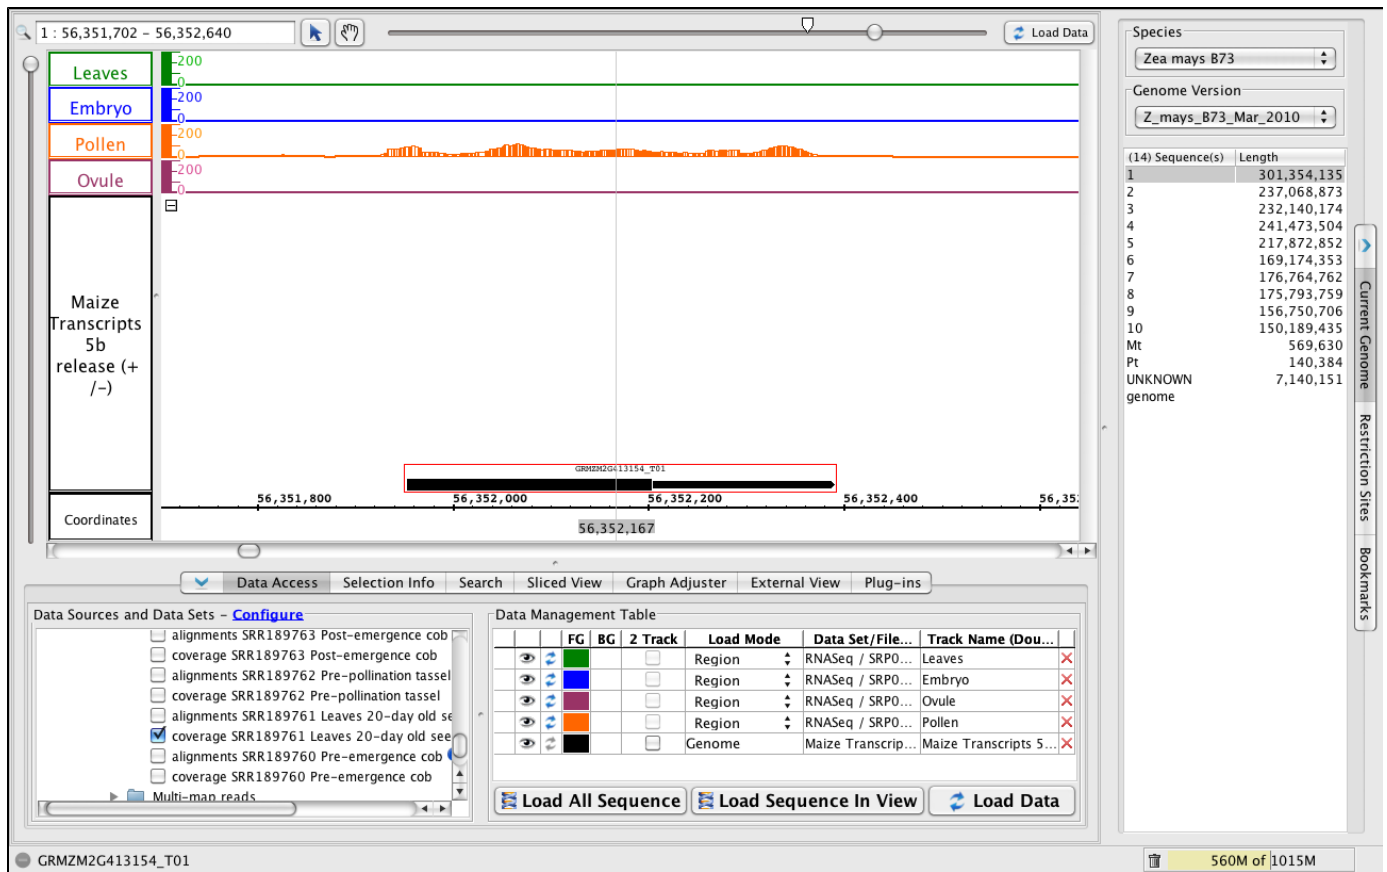 1 : 56,351,702 - 56,352,640
Load Data
Leaves
200
0
Embryo
200
0
Pollen
200
0
Ovule
200
0
Maize
Transcripts
5b
release (+
/-)
GRMZM2G413154_T01
56,351,800 56,352,000 56,352,200 56,352,400 56,35
Coordinates
56,352,167
Data Access Selection Info Search Sliced View Graph Adjuster External View Plug-ins
Data Sources and Data Sets - Configure
alignments SRR189763 Post-emergence cob
coverage SRR189763 Post-emergence cob
alignments SRR189762 Pre-pollination tassel
coverage SRR189762 Pre-pollination tassel
alignments SRR189761 Leaves 20-day old se
coverage SRR189761 Leaves 20-day old see
alignments SRR189760 Pre-emergence cob
coverage SRR189760 Pre-emergence cob
Multi-map reads
Data Management Table
FG BG 2 Track Load Mode Data Set/File... Track Name (Dou...
Region RNASeq / SRP0... Leaves
Region RNASeq / SRP0... Embryo
Region RNASeq / SRP0... Ovule
Region RNASeq / SRP0... Pollen
Genome Maize Transcrip... Maize Transcripts 5...
Load All Sequence Load Sequence In View Load Data
Species
Zea mays B73
Genome Version
Z_mays_B73_Mar_2010
(14) Sequence(s) Length
1 301,354,135
2 237,068,873
3 232,140,174
4 241,473,504
5 217,872,852
6 169,174,353
7 176,764,762
8 175,793,759
9 156,750,706
10 150,189,435
Mt 569,630
Pt 140,384
UNKNOWN 7,140,151
genome
Current Genome
Restriction Sites
Bookmarks
GRMZM2G413154_T01
560M of 1015M